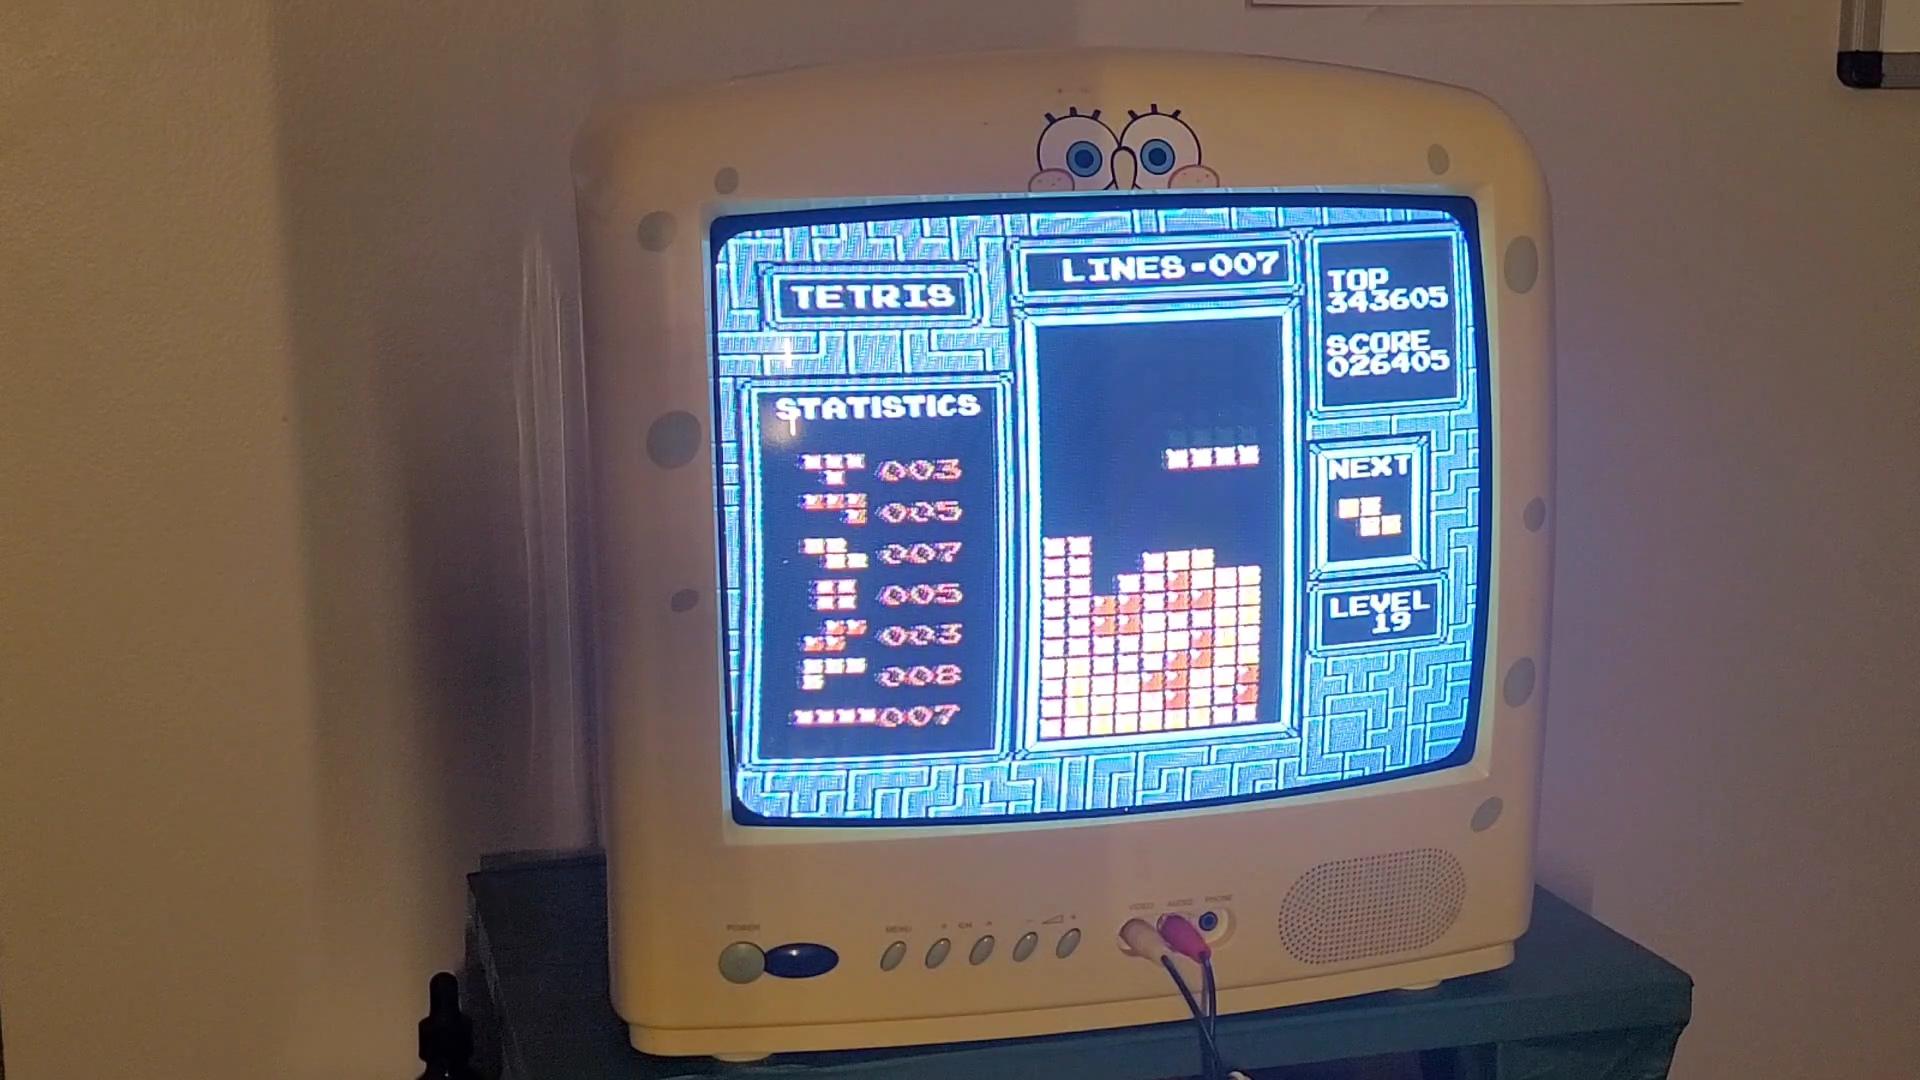 LINES-007
TETRIS
TOP
343605
SCORE
026405
STATISTICS
003
005
007
005
003
008
007
NEXT
LEVEL
19
POWER
MENU
CH
VIDEO AUDIO PHONE